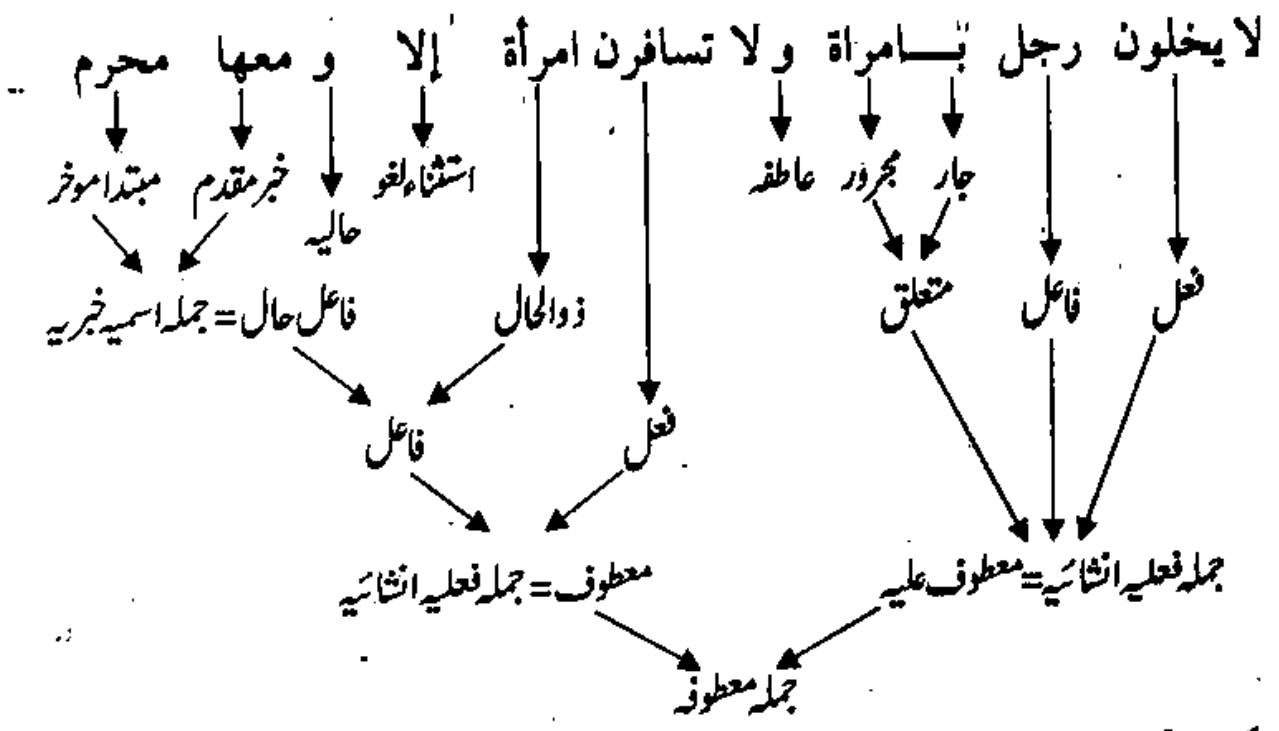 لا يخلون رجل بـــامراة و لا تسافرن امرأة إلا و معها محرم
جار مجرور عاطفه استثناء لغو خبر مقدم مبتدا موخر
حاليه
فعل فاعل متعلق ذوالحال فاعل حال = جملہ اسمیہ خبریہ
فعل فاعل
جملہ فعلیہ انشائیہ = معطوف علیہ معطوف = جملہ فعلیہ انشائیہ
جملہ معطوفہ